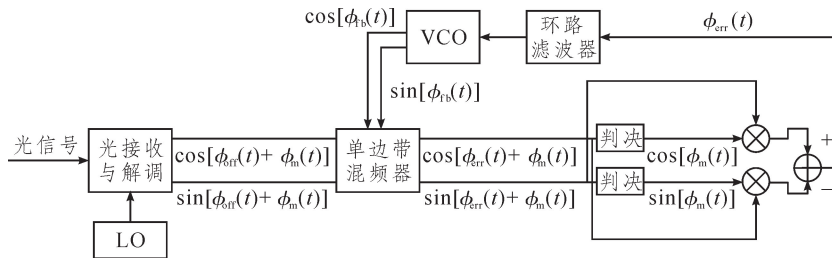 cos[ϕfb(t)]
VCO
环路
滤波器
ϕerr(t)
sin[ϕfb(t)]
光信号
光接收
与解调
cos[ϕoff(t)+ ϕm(t)]
sin[ϕoff(t)+ ϕm(t)]
单边带
混频器
cos[ϕerr(t)+ ϕm(t)]
sin[ϕerr(t)+ ϕm(t)]
判决
cos[ϕm(t)]
判决
sin[ϕm(t)]
+
−
LO